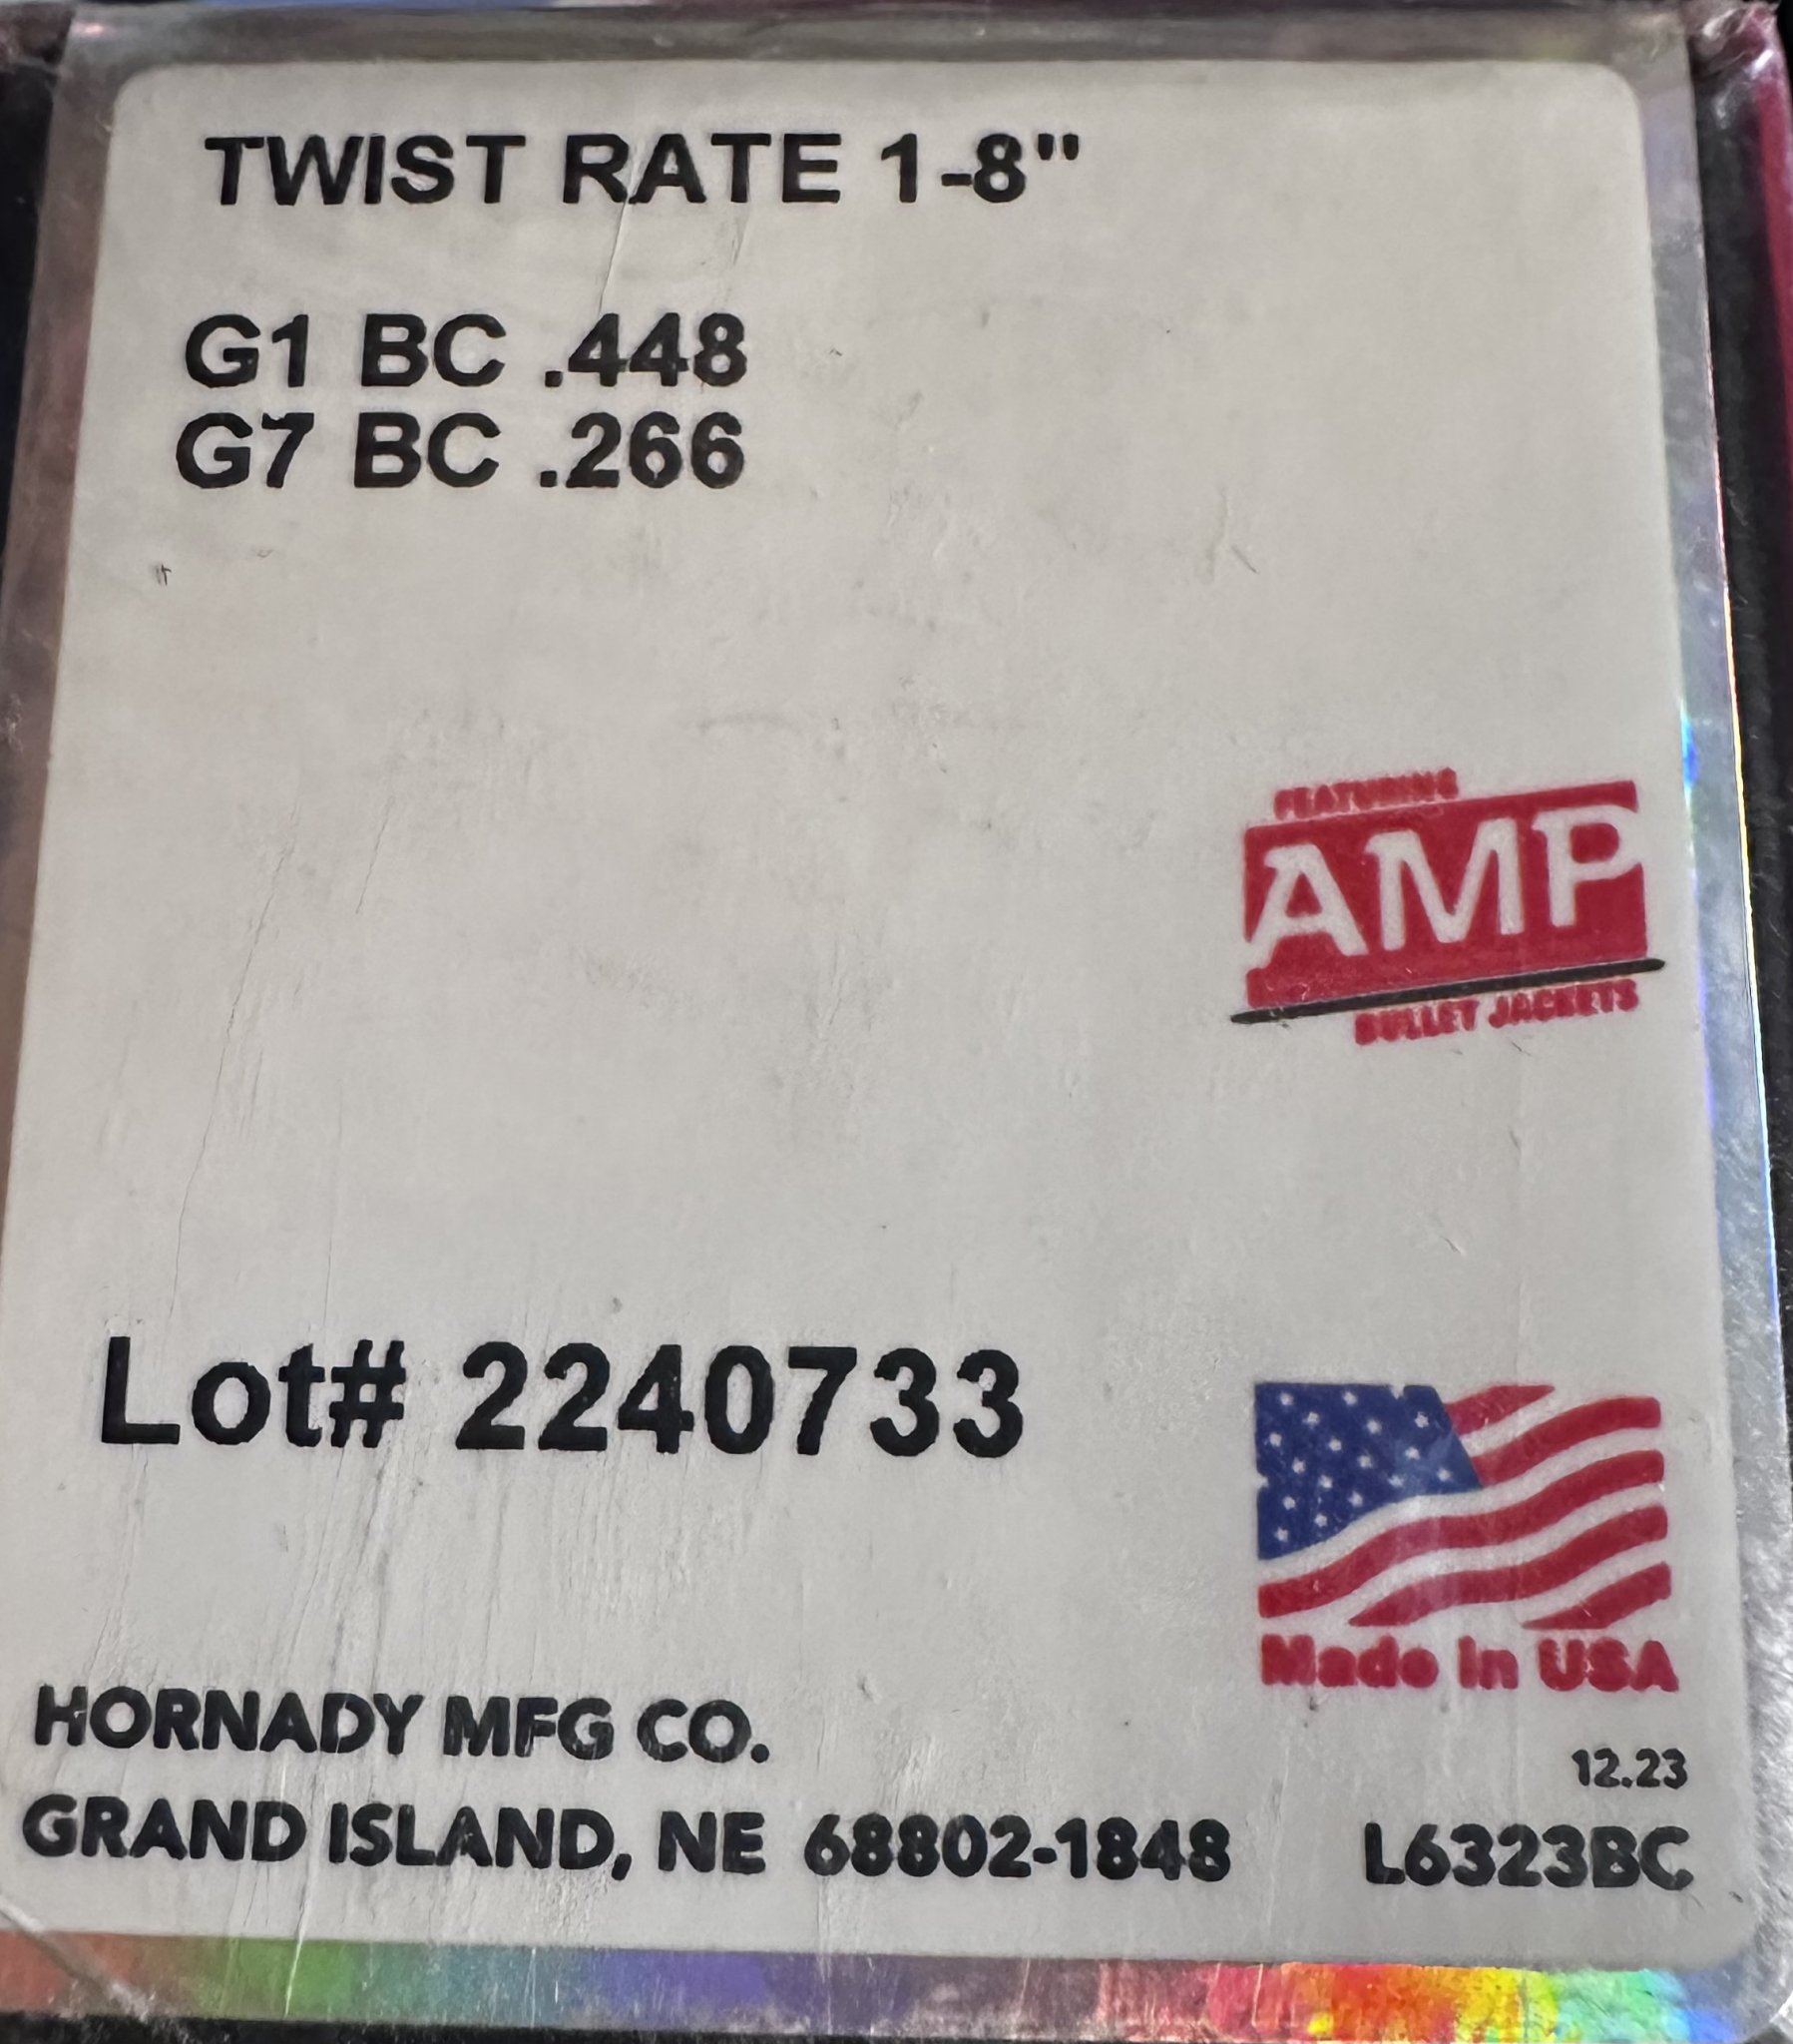 TWIST RATE 1-8"
G1 BC .448
G7 BC .266
FEATURING
AMP
BULLET JACKETS
Lot# 2240733
Made in USA
HORNADY MFG CO.
12.23
GRAND ISLAND, NE 68802-1848 L6323BC